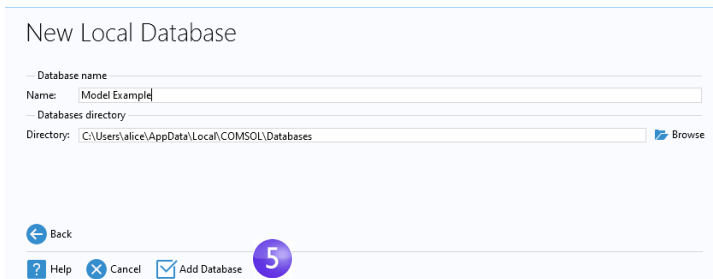 New Local Database
Database name
Name: Model Example
Databases directory
Directory: C:\Users\alice\AppData\Local\COMSOL\Databases Browse
Back
Help Cancel Add Database 5